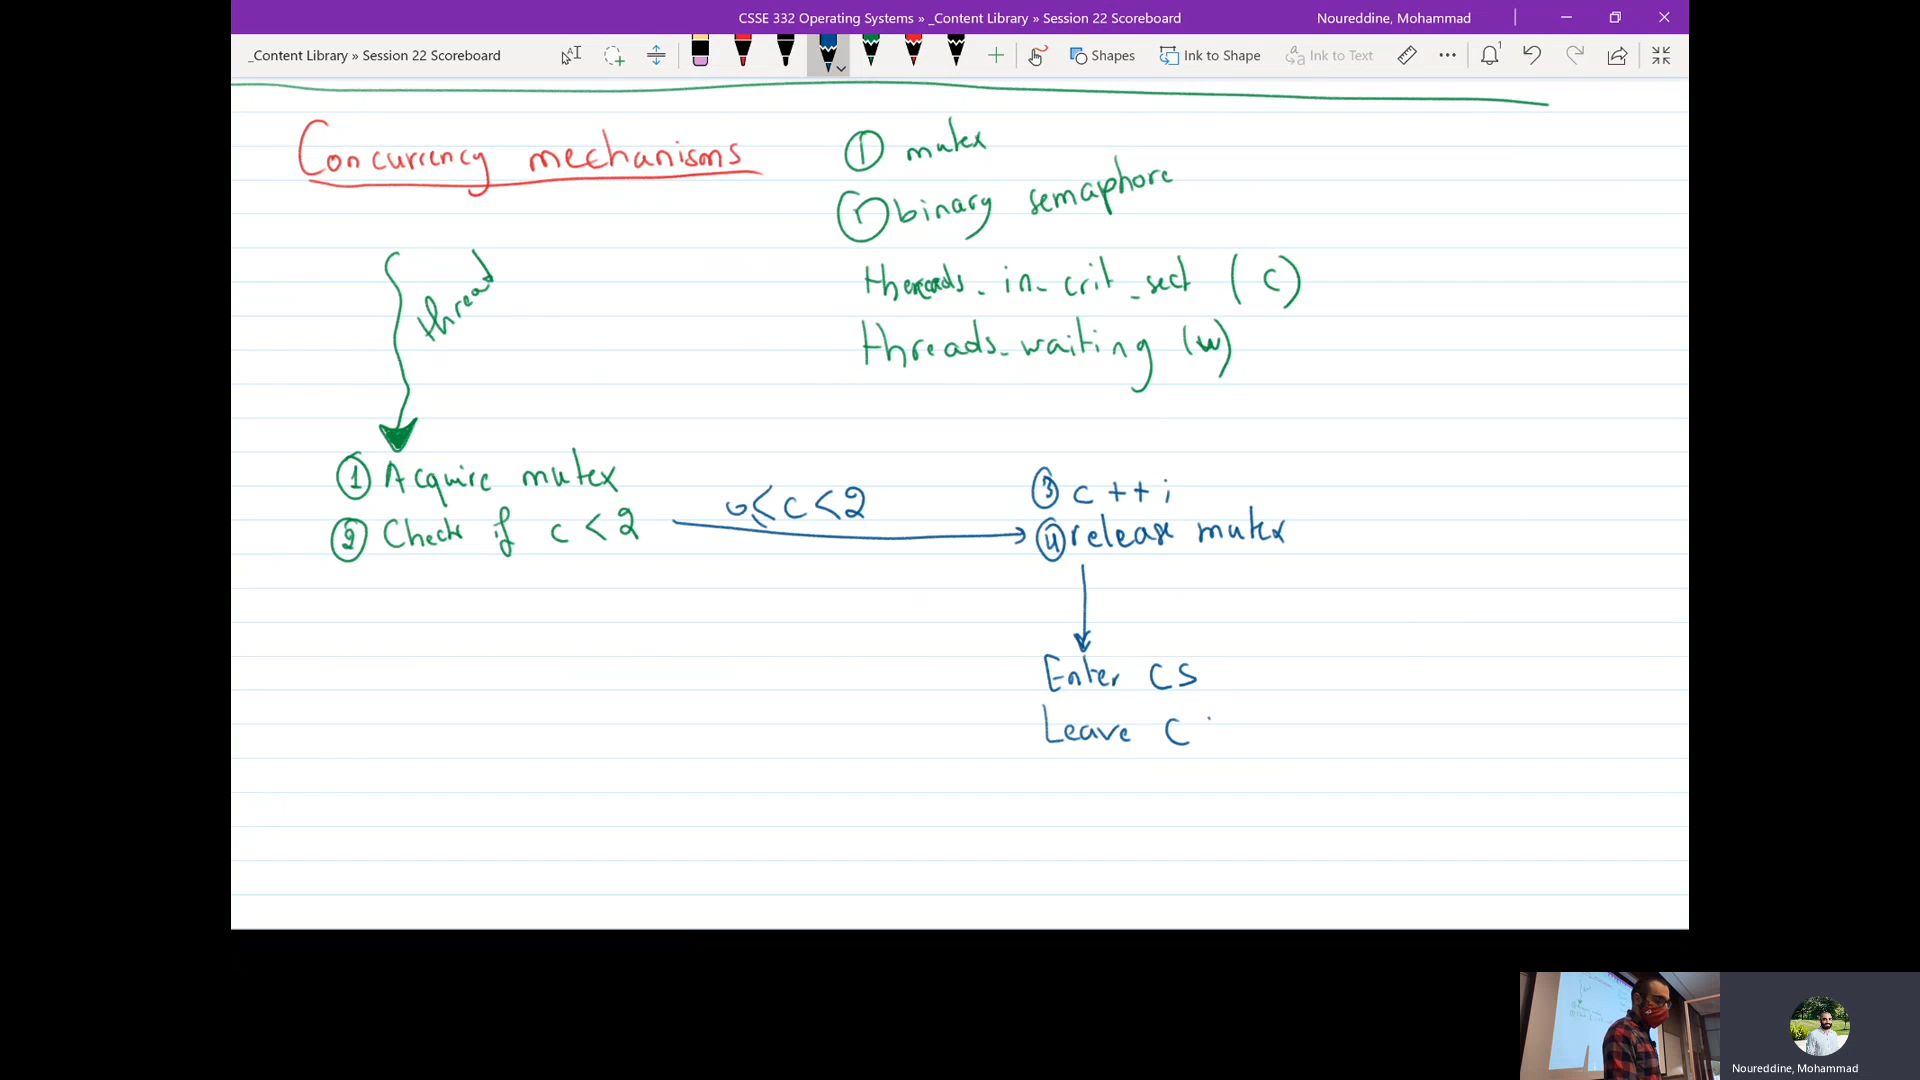 CSSE 332 Operating Systems » _Content Library » Session 22 Scoreboard
Noureddine, Mohammad
_Content Library » Session 22 Scoreboard
Shapes
Ink to Shape
Ink to Text
1
Concurrency mechanisms
① mutex
binary semaphore
thread
threads_in_crit_sect (c)
threads_waiting (w)
① Acquire mutex
② Check if c < 2
0 ≤ c < 2
③ c ++ ;
④ release mutex
Enter CS
Leave C
Noureddine, Mohammad